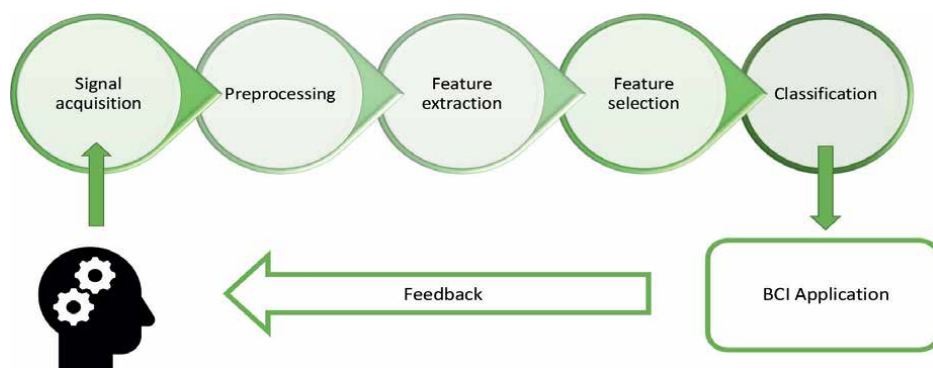 Signal
acquisition
Preprocessing
Feature
extraction
Feature
selection
Classification
Feedback
BCI Application